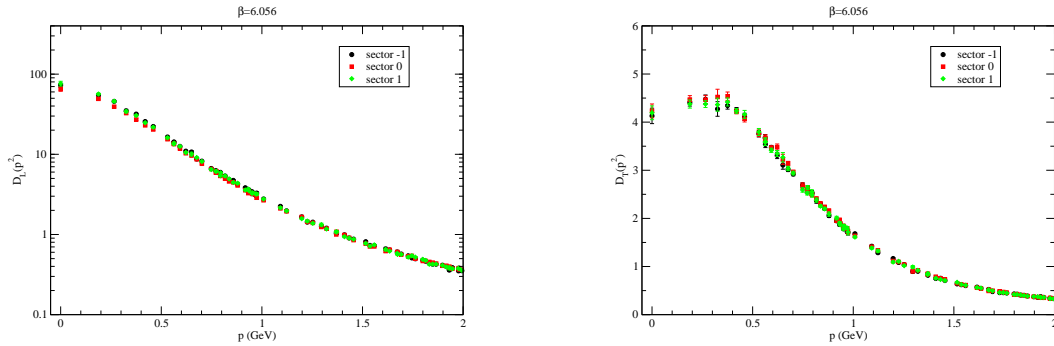 β=6.056
100
10
1
0.1
D_L(p²)
sector -1
sector 0
sector 1
0 0.5 1 1.5 2
p (GeV)
β=6.056
6
5
4
3
2
1
0
D_T(p²)
sector -1
sector 0
sector 1
0 0.5 1 1.5 2
p (GeV)